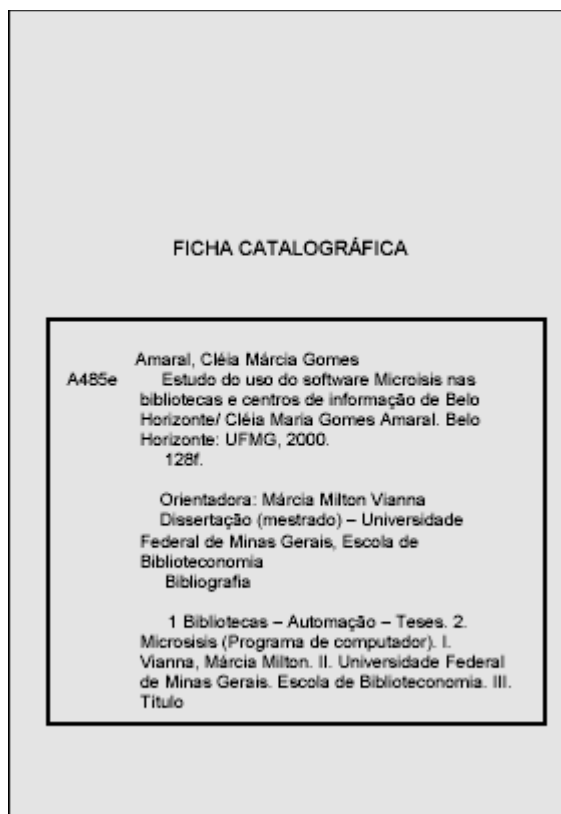 FICHA CATALOGRÁFICA
Amaral, Cléia Márcia Gomes
A485e Estudo do uso do software Microisis nas
bibliotecas e centros de informação de Belo
Horizonte/ Cléia Maria Gomes Amaral. Belo
Horizonte: UFMG, 2000.
128f.
Orientadora: Márcia Milton Vianna
Dissertação (mestrado) – Universidade
Federal de Minas Gerais, Escola de
Biblioteconomia
Bibliografia
1 Bibliotecas – Automação – Teses. 2.
Microsisis (Programa de computador). I.
Vianna, Márcia Milton. II. Universidade Federal
de Minas Gerais. Escola de Biblioteconomia. III.
Título